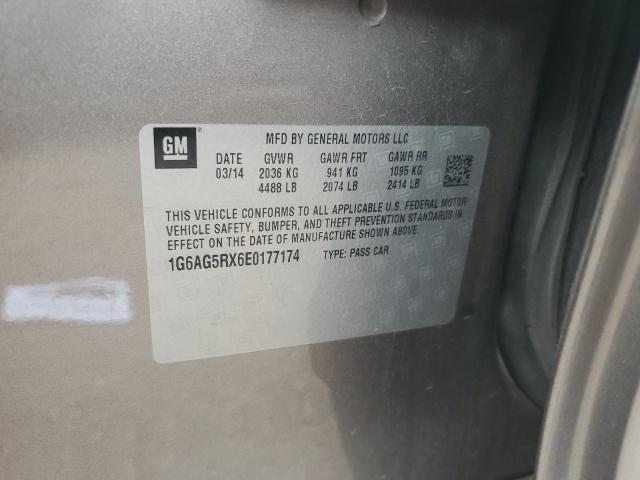 GM
MFD BY GENERAL MOTORS LLC
DATE GVWR GAWR FRT GAWR RR
03/14 2036 KG 941 KG 1095 KG
4488 LB 2074 LB 2414 LB
THIS VEHICLE CONFORMS TO ALL APPLICABLE U.S. FEDERAL MOTOR
VEHICLE SAFETY, BUMPER, AND THEFT PREVENTION STANDARDS IN
EFFECT ON THE DATE OF MANUFACTURE SHOWN ABOVE.
1G6AG5RX6E0177174 TYPE: PASS CAR